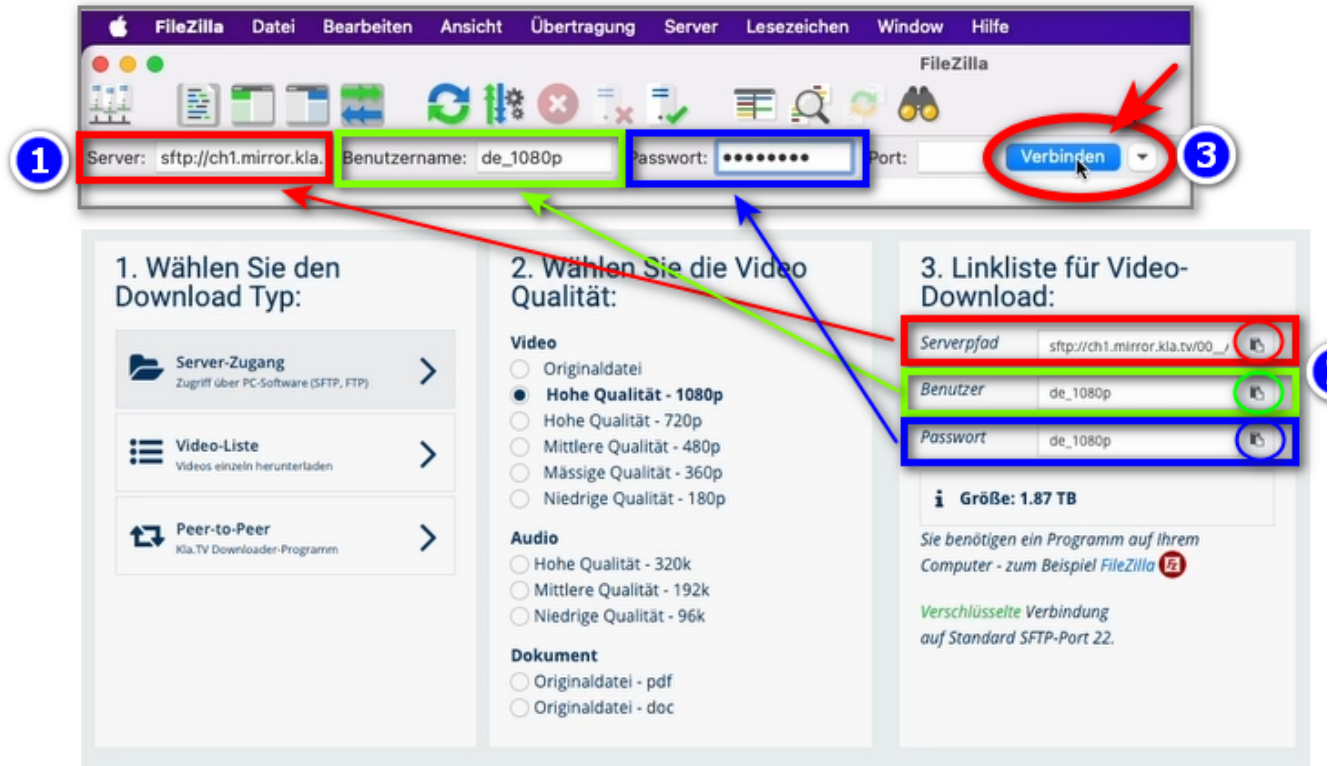 FileZilla Datei Bearbeiten Ansicht Übertragung Server Lesezeichen Window Hilfe
FileZilla
1
Server: sftp://ch1.mirror.kla. Benutzername: de_1080p Passwort: •••••••• Port: Verbinden
3
1. Wählen Sie den
Download Typ:
Server-Zugang
Zugriff über PC-Software (SFTP, FTP)
Video-Liste
Videos einzeln herunterladen
Peer-to-Peer
Kla.TV Downloader-Programm
2. Wählen Sie die Video
Qualität:
Video
Originaldatei
Hohe Qualität - 1080p
Hohe Qualität - 720p
Mittlere Qualität - 480p
Mässige Qualität - 360p
Niedrige Qualität - 180p
Audio
Hohe Qualität - 320k
Mittlere Qualität - 192k
Niedrige Qualität - 96k
Dokument
Originaldatei - pdf
Originaldatei - doc
3. Linkliste für Video-
Download:
Serverpfad sftp://ch1.mirror.kla.tv/00__
Benutzer de_1080p
Passwort de_1080p
i Größe: 1.87 TB
Sie benötigen ein Programm auf Ihrem
Computer - zum Beispiel FileZilla Fz
Verschlüsselte Verbindung
auf Standard SFTP-Port 22.